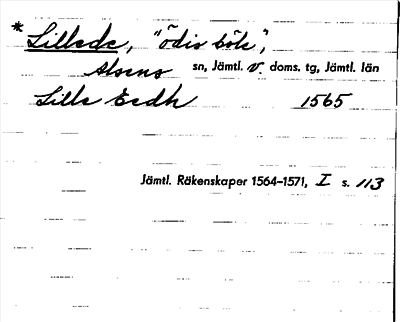 * Lillede, "ödis böle",
Alsens sn, Jämtl. v. doms. tg, Jämtl. län
Lille Eedh 1565
Jämtl. Räkenskaper 1564–1571, I s. 113